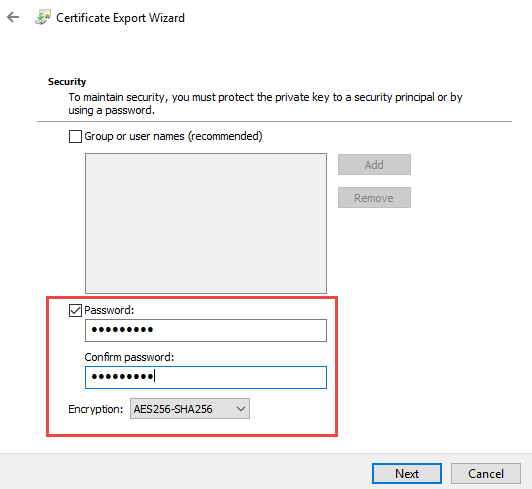 Certificate Export Wizard
Security
To maintain security, you must protect the private key to a security principal or by
using a password.
Group or user names (recommended)
Add
Remove
Password:
●●●●●●●●●
Confirm password:
●●●●●●●●●
Encryption: AES256-SHA256
Next Cancel